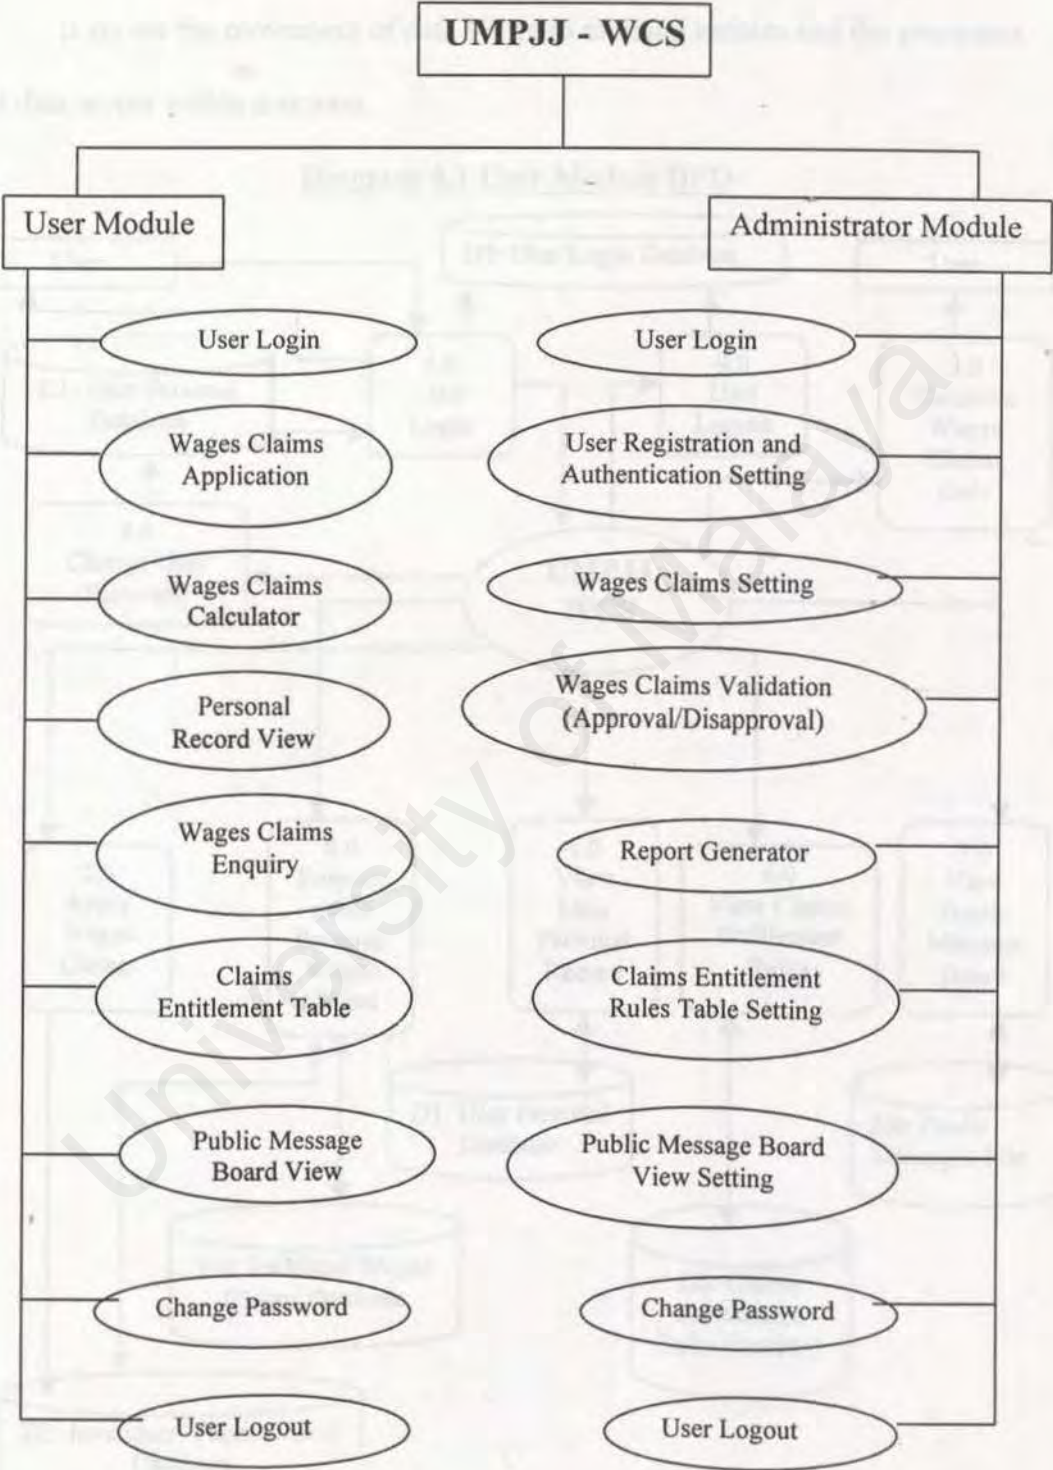 UMPJJ - WCS
User Module
User Login
Wages Claims
Application
Wages Claims
Calculator
Personal
Record View
Wages Claims
Enquiry
Claims
Entitlement Table
Public Message
Board View
Change Password
User Logout
Administrator Module
User Login
User Registration and
Authentication Setting
Wages Claims Setting
Wages Claims Validation
(Approval/Disapproval)
Report Generator
Claims Entitlement
Rules Table Setting
Public Message Board
View Setting
Change Password
User Logout
University of Malaya